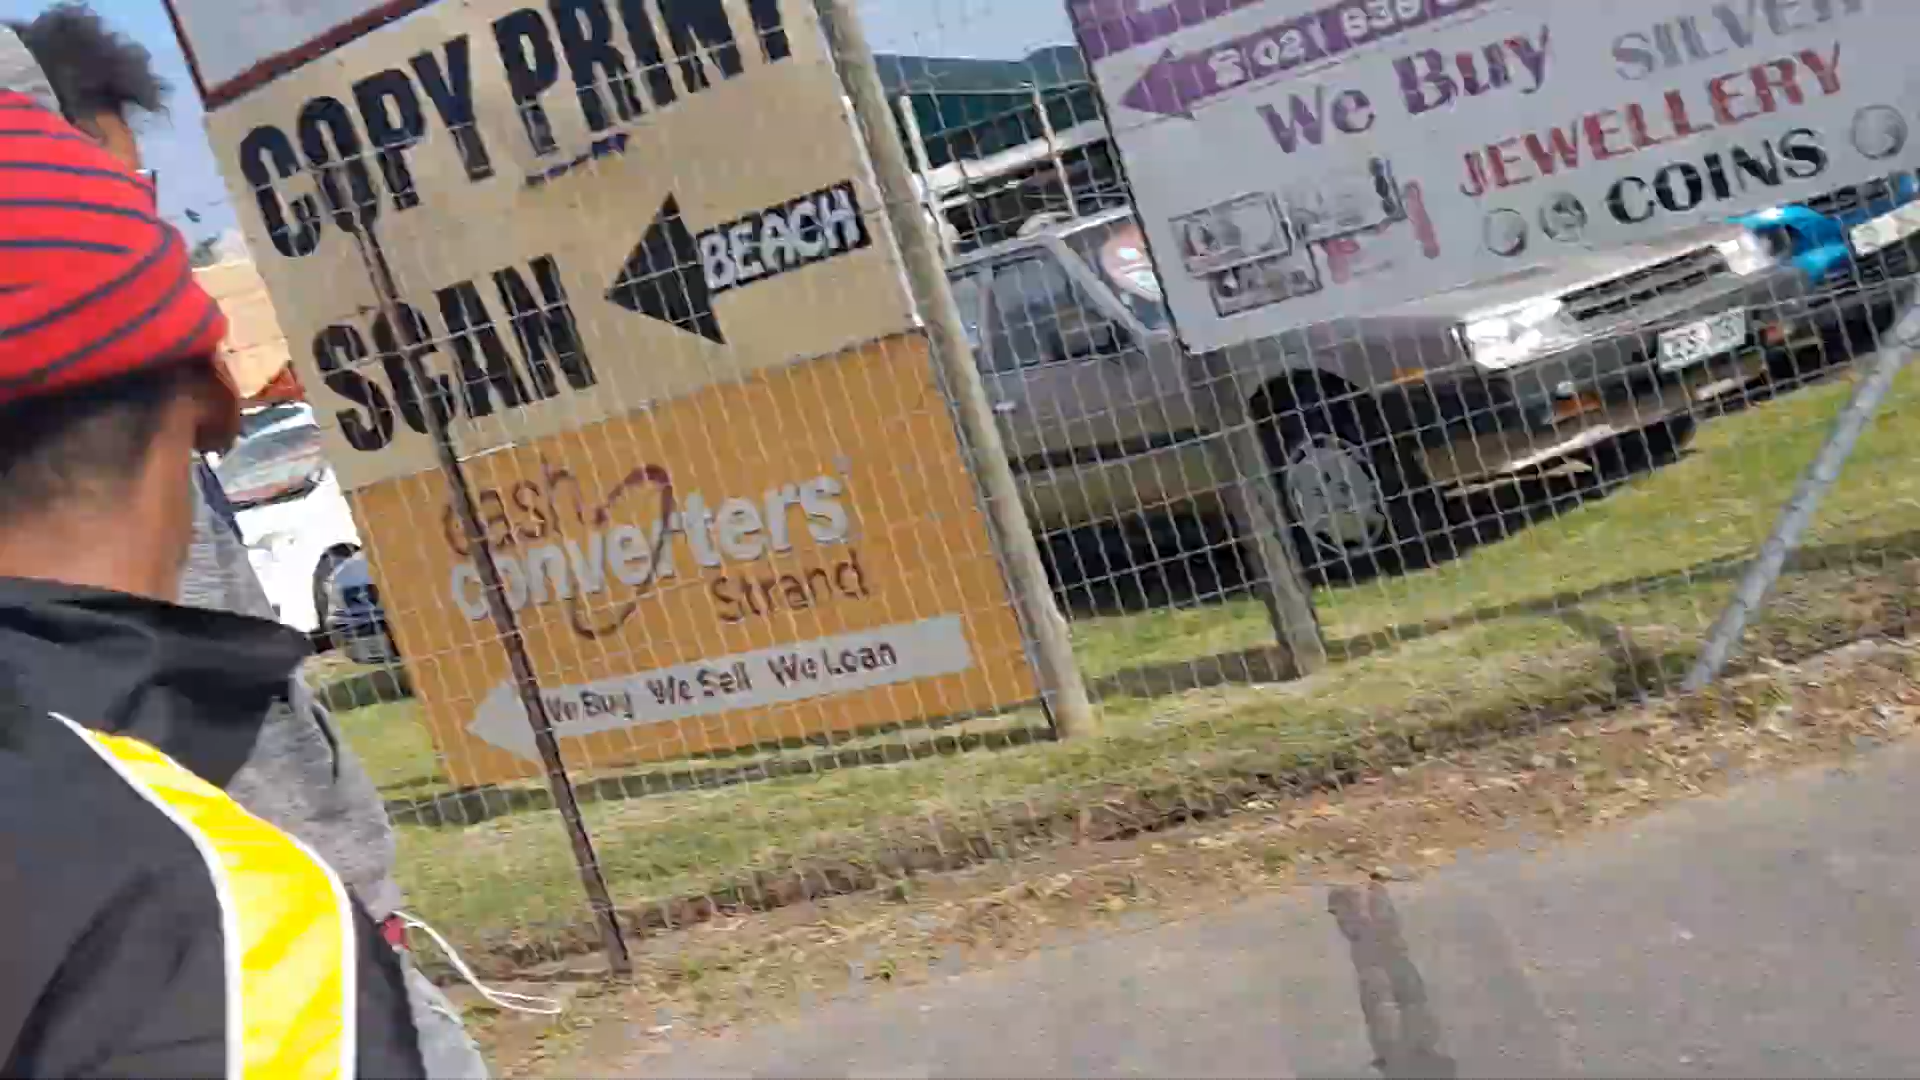 COPY PRINT
SCAN
BEACH
cash
converters
Strand
We Buy We Sell We Loan
We Buy SILVER
JEWELLERY
COINS